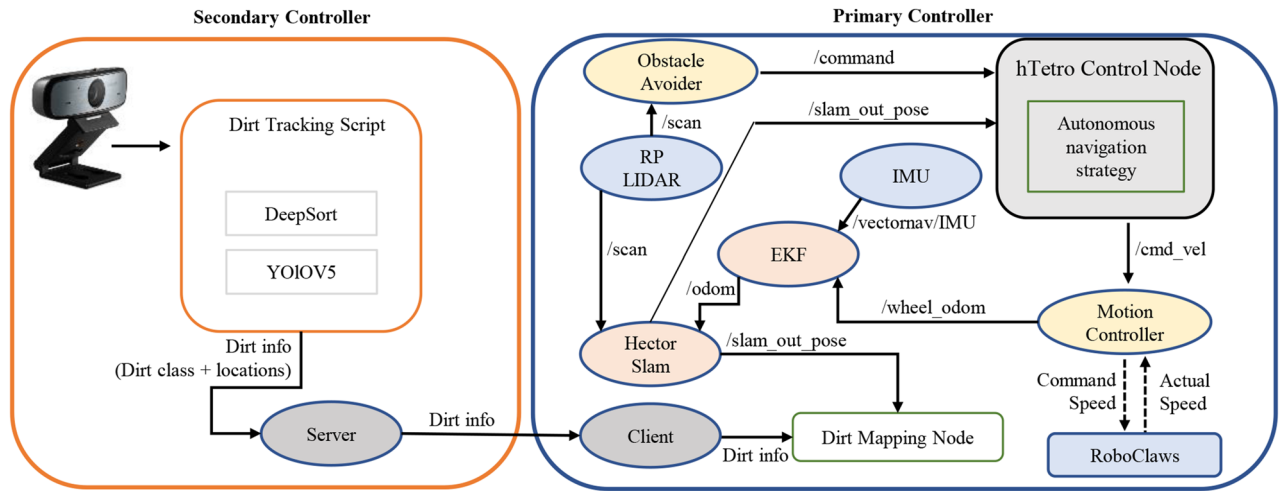 Secondary Controller
Dirt Tracking Script
DeepSort
YOlOV5
Dirt info
(Dirt class + locations)
Server
Dirt info
Primary Controller
Obstacle
Avoider
/command
hTetro Control Node
Autonomous
navigation
strategy
/scan
/slam_out_pose
RP
LIDAR
IMU
/vectornav/IMU
/scan
EKF
/cmd_vel
/odom
/wheel_odom
Motion
Controller
Hector
Slam
/slam_out_pose
Command
Speed
Actual
Speed
Client
Dirt info
Dirt Mapping Node
RoboClaws